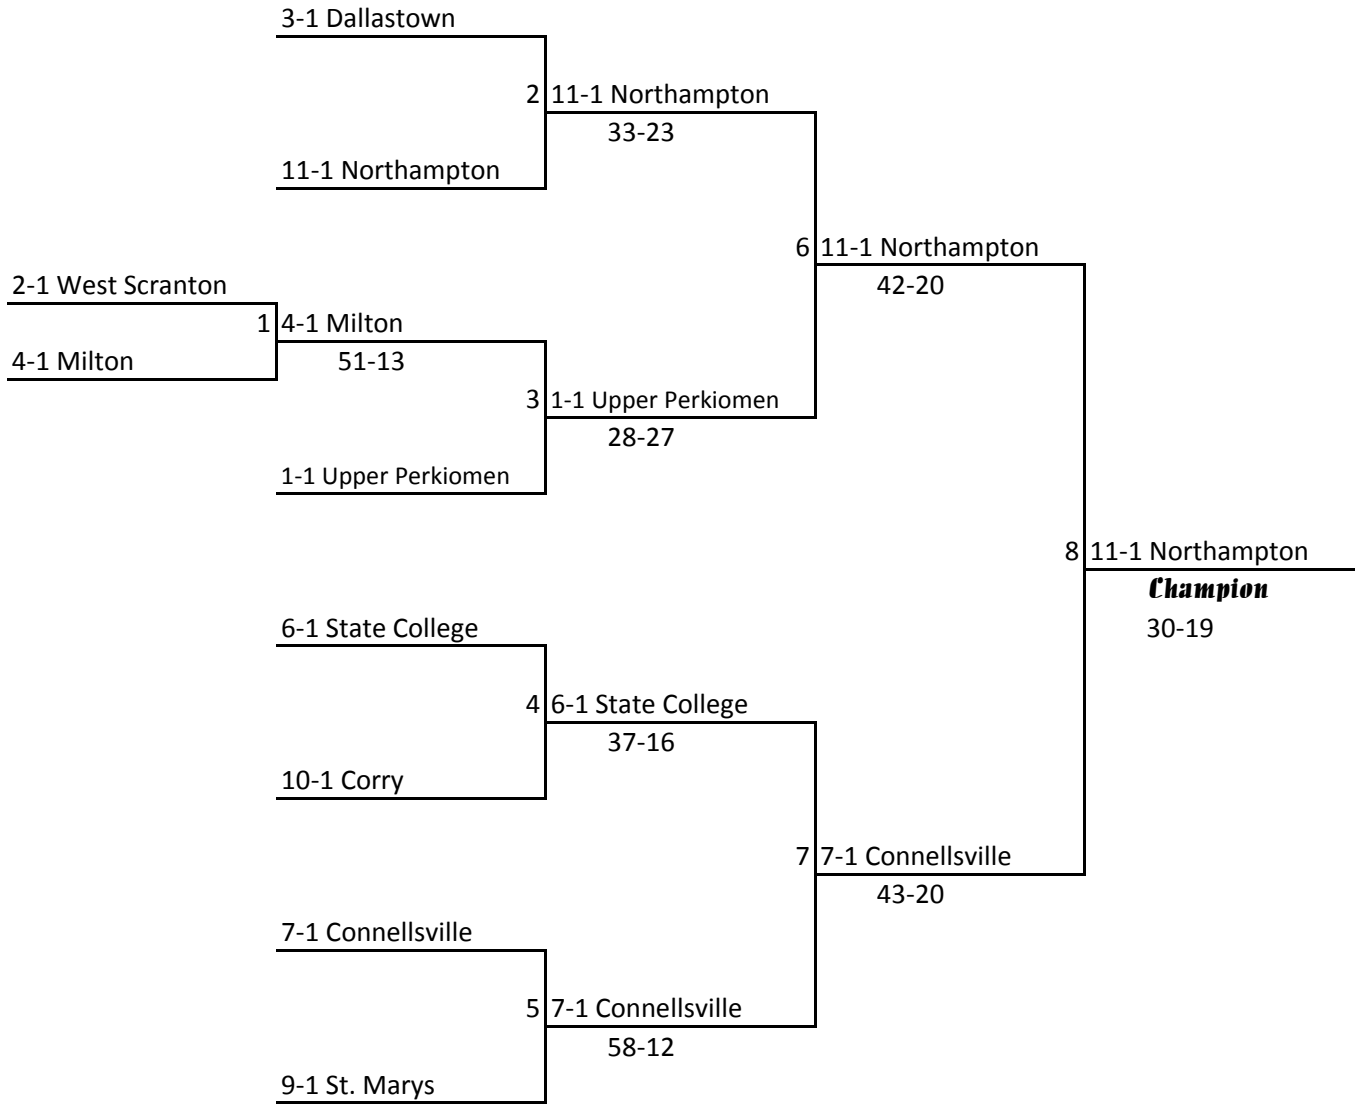 3-1 Dallastown
2 11-1 Northampton
33-23
11-1 Northampton
6 11-1 Northampton
42-20
2-1 West Scranton
1 4-1 Milton
4-1 Milton
51-13
3 1-1 Upper Perkiomen
28-27
1-1 Upper Perkiomen
8 11-1 Northampton
Champion
30-19
6-1 State College
4 6-1 State College
37-16
10-1 Corry
7 7-1 Connellsville
43-20
7-1 Connellsville
5 7-1 Connellsville
58-12
9-1 St. Marys